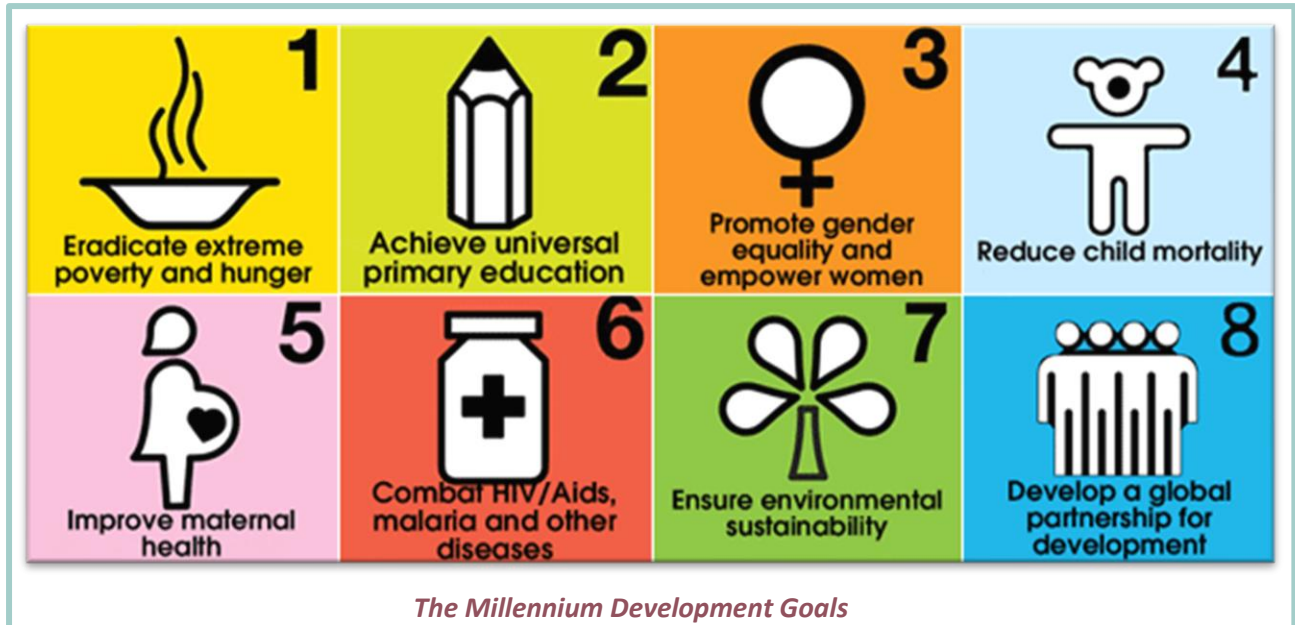 1
Eradicate extreme
poverty and hunger
2
Achieve universal
primary education
3
Promote gender
equality and
empower women
4
Reduce child mortality
5
Improve maternal
health
6
Combat HIV/Aids,
malaria and other
diseases
7
Ensure environmental
sustainability
8
Develop a global
partnership for
development
The Millennium Development Goals